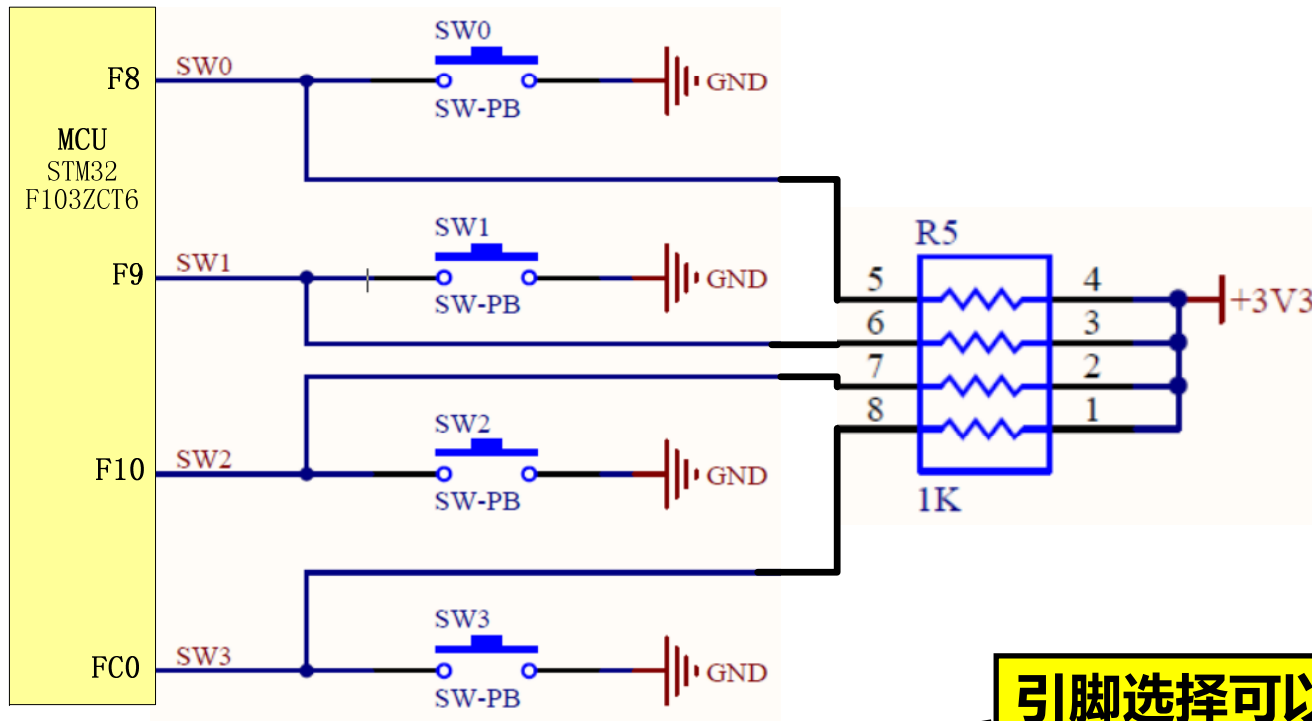 SW0
F8
SW0
GND
SW-PB
MCU
STM32
F103ZCT6
SW1
F9
SW1
GND
SW-PB
R5
5
4
+3V3
6
3
7
2
8
1
1K
SW2
F10
SW2
GND
SW-PB
SW3
FC0
SW3
GND
SW-PB
引脚选择可以